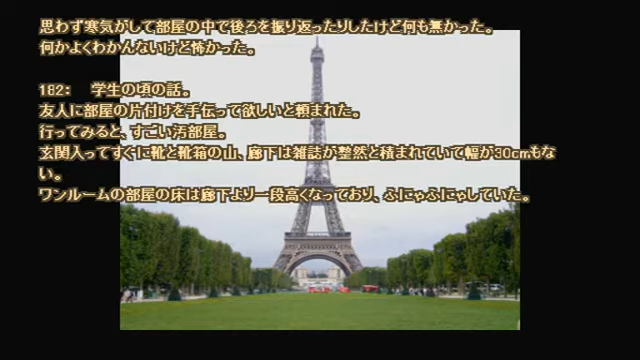 思わず寒気がして部屋の中で後ろを振り返ったりしたけど何も無かった。
何かよくわかんないけど怖かった。
182：　学生の頃の話。
友人に部屋の片付けを手伝って欲しいと頼まれた。
行ってみると、すごい汚部屋。
玄関入ってすぐに靴と靴箱の山、廊下は雑誌が整然と積まれていて幅が30cmもな
い。
ワンルームの部屋の床は廊下より一段高くなっており、ふにゃふにゃしていた。